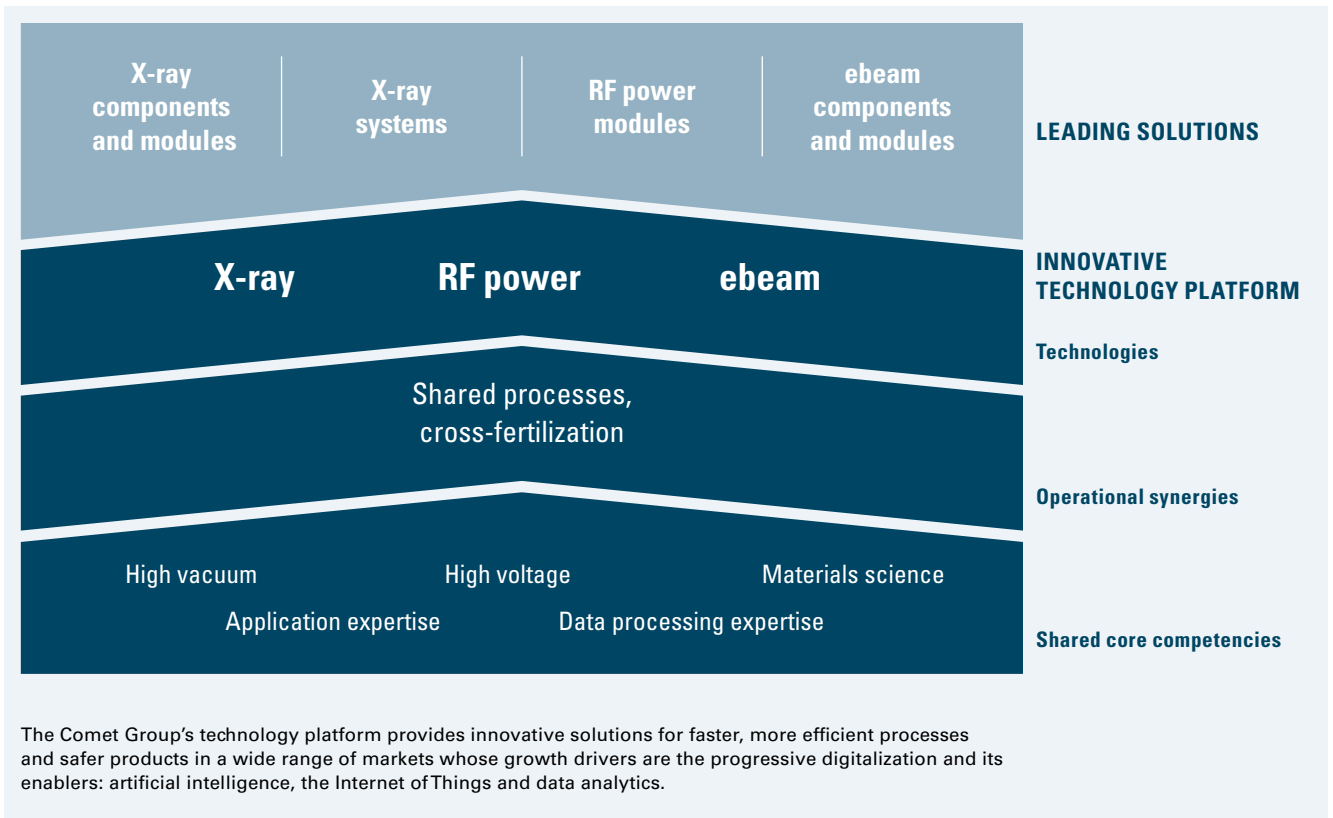 X-ray
components
and modules
X-ray
systems
RF power
modules
ebeam
components
and modules
LEADING SOLUTIONS
X-ray
RF power
ebeam
INNOVATIVE
TECHNOLOGY PLATFORM
Technologies
Shared processes,
cross-fertilization
Operational synergies
High vacuum
High voltage
Materials science
Application expertise
Data processing expertise
Shared core competencies
The Comet Group's technology platform provides innovative solutions for faster, more efficient processes
and safer products in a wide range of markets whose growth drivers are the progressive digitalization and its
enablers: artificial intelligence, the Internet of Things and data analytics.